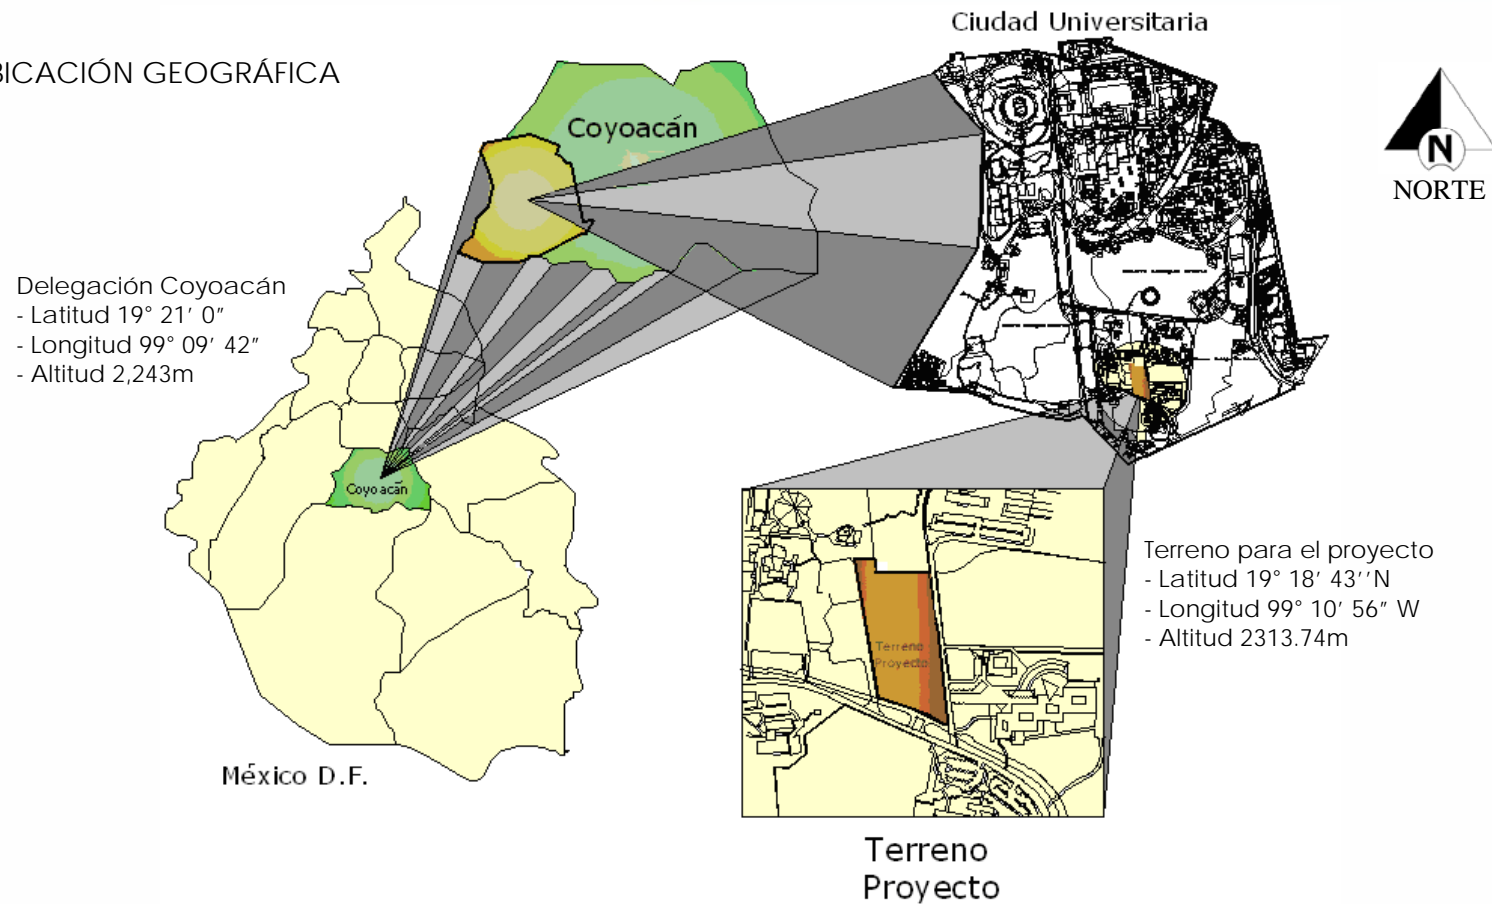 Ciudad Universitaria
BICACIÓN GEOGRÁFICA
Coyoacán
N
NORTE
Delegación Coyoacán
- Latitud 19° 21' 0"
- Longitud 99° 09' 42"
- Altitud 2,243m
Coyoacán
Terreno para el proyecto
- Latitud 19° 18' 43''N
- Longitud 99° 10' 56" W
- Altitud 2313.74m
Terreno
Proyecto
México D.F.
Terreno
Proyecto